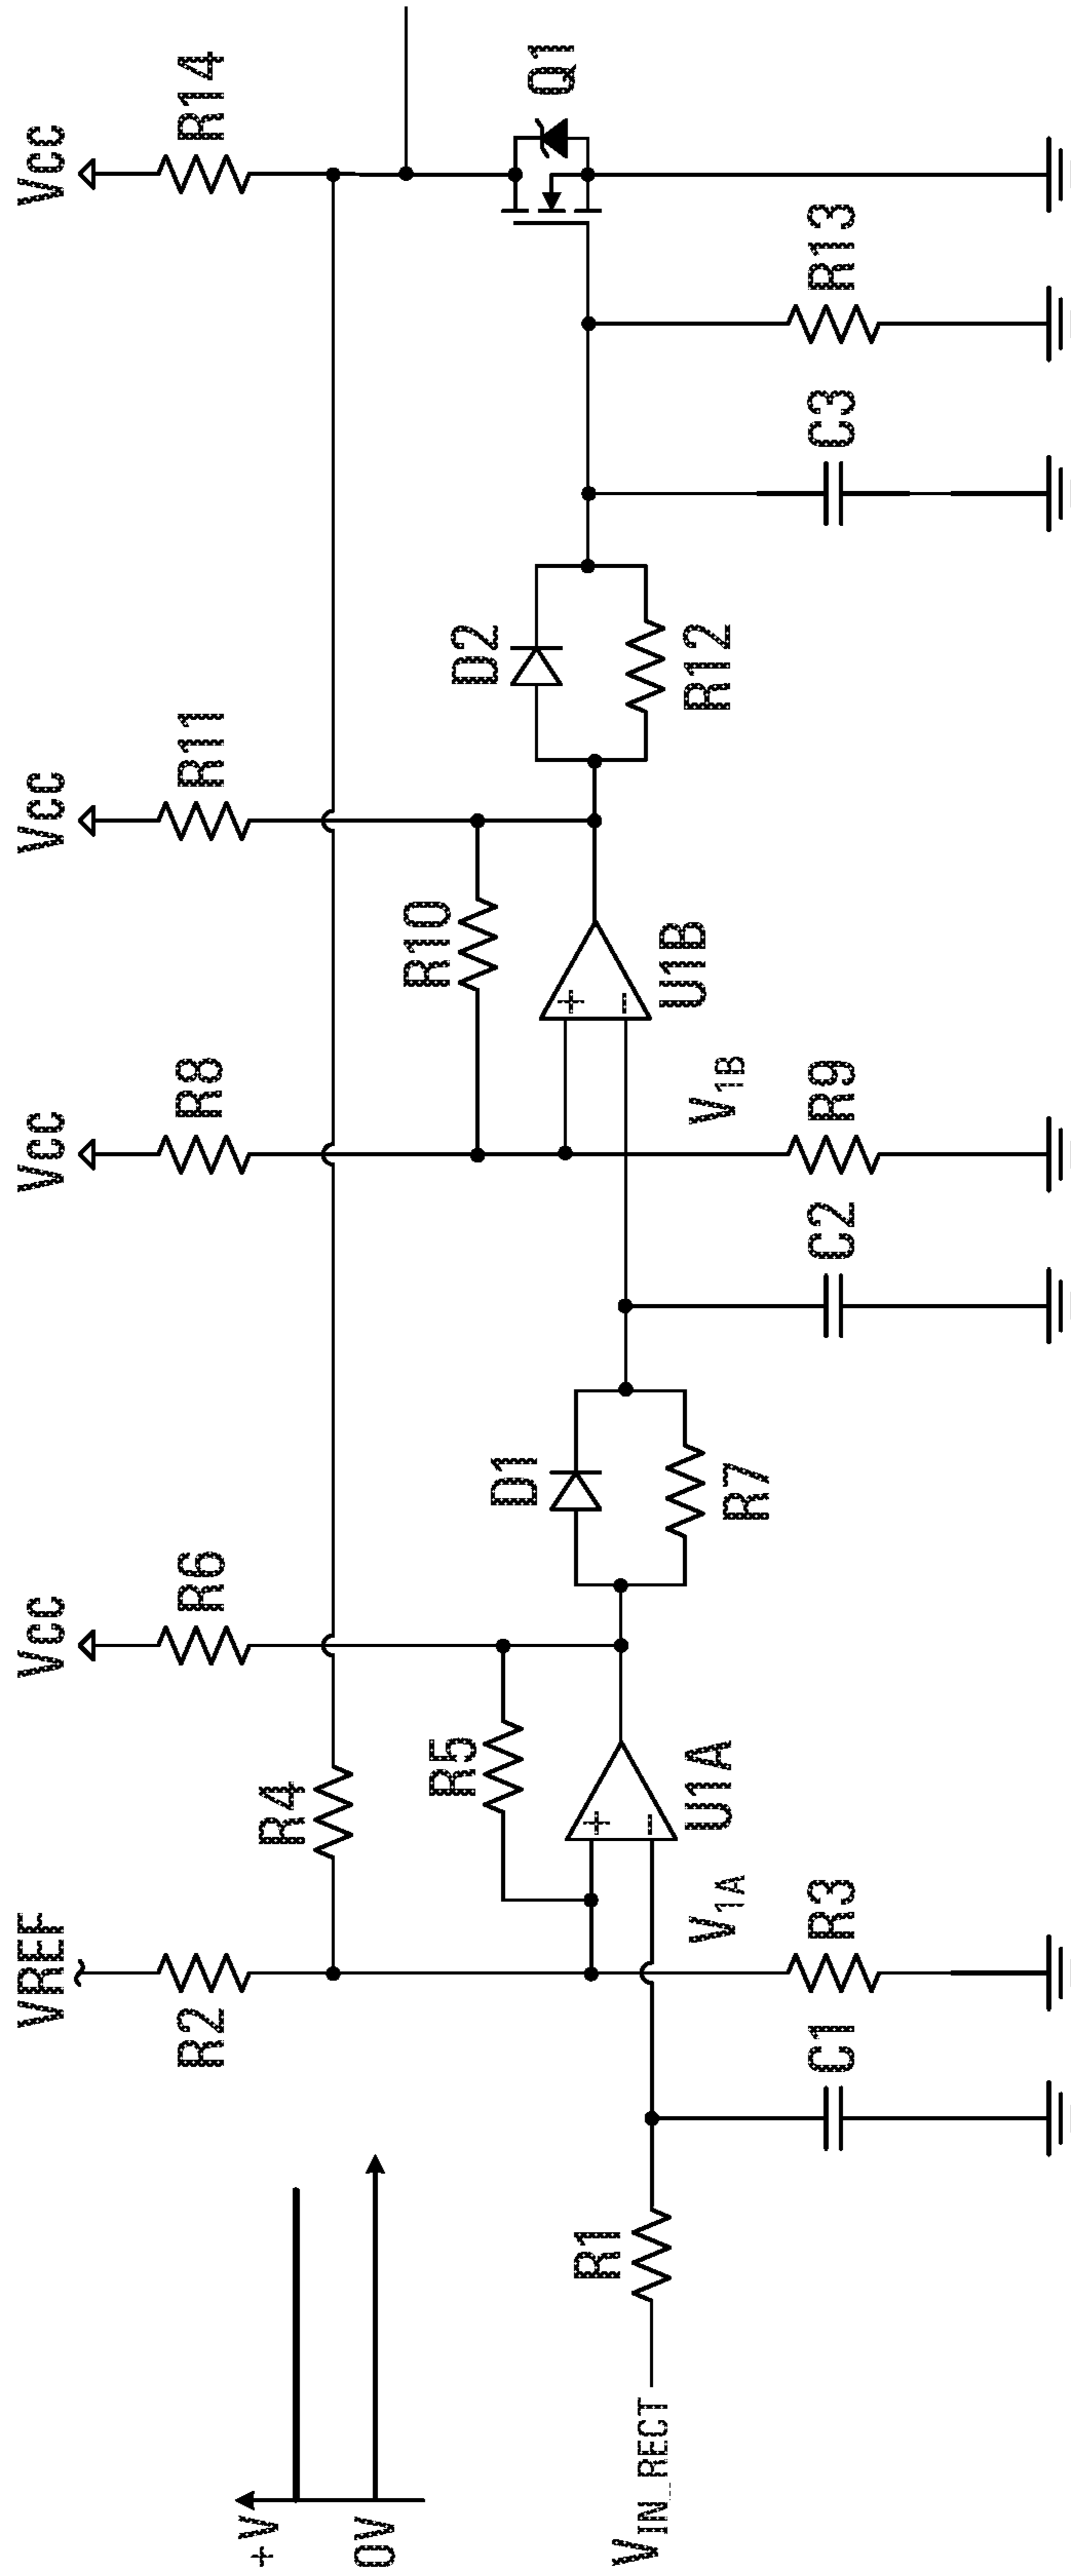 +V
0V
VIN_RECT
R1
C1
VREF
R2
R3
R4
V1A
U1A
R5
Vcc
R6
D1
R7
C2
Vcc
R8
R9
V1B
U1B
R10
Vcc
R11
D2
R12
C3
R13
Vcc
R14
Q1